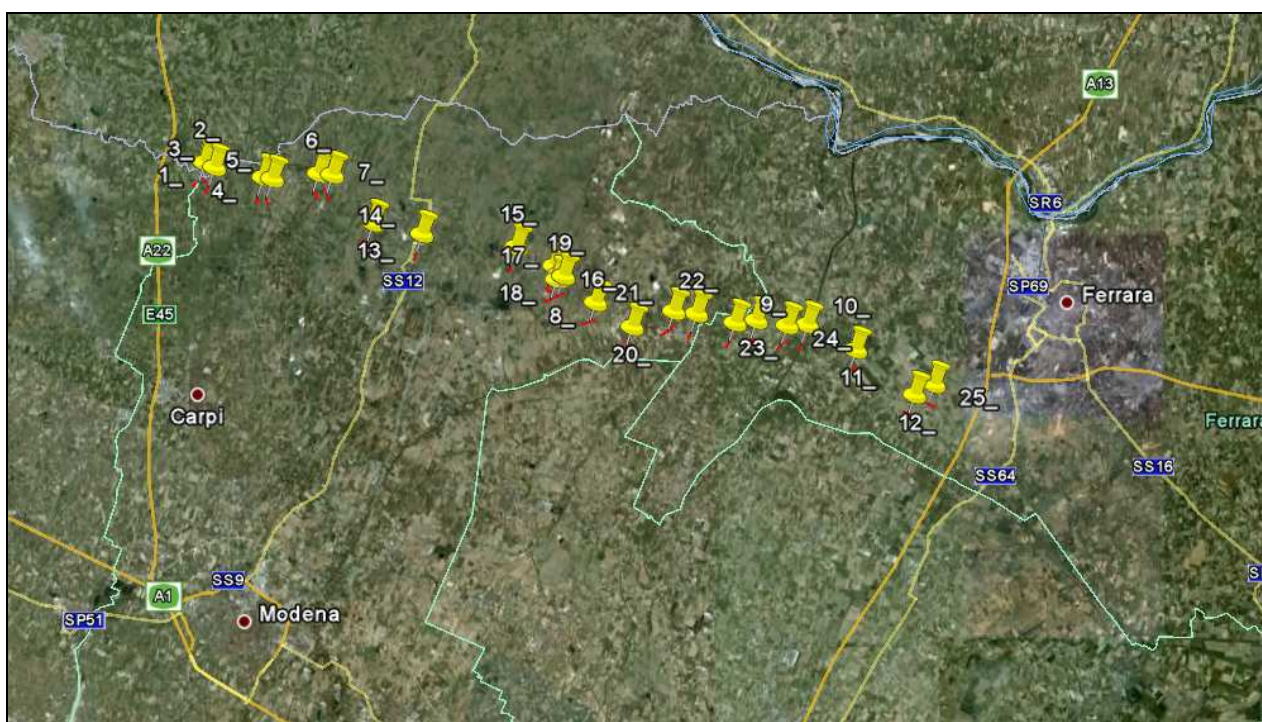 A13
2_
3_
6_
5_
1_
7_
4_
SR6
14_
15_
A22
13_
19_
17_
SS12
16_
SP69
Ferrara
18_
21_
22_
9_
10_
E45
8_
20_
23_
24_
11_
Carpi
25_
12_
Ferrara
SS16
SS64
SS9
A1
Modena
SP51